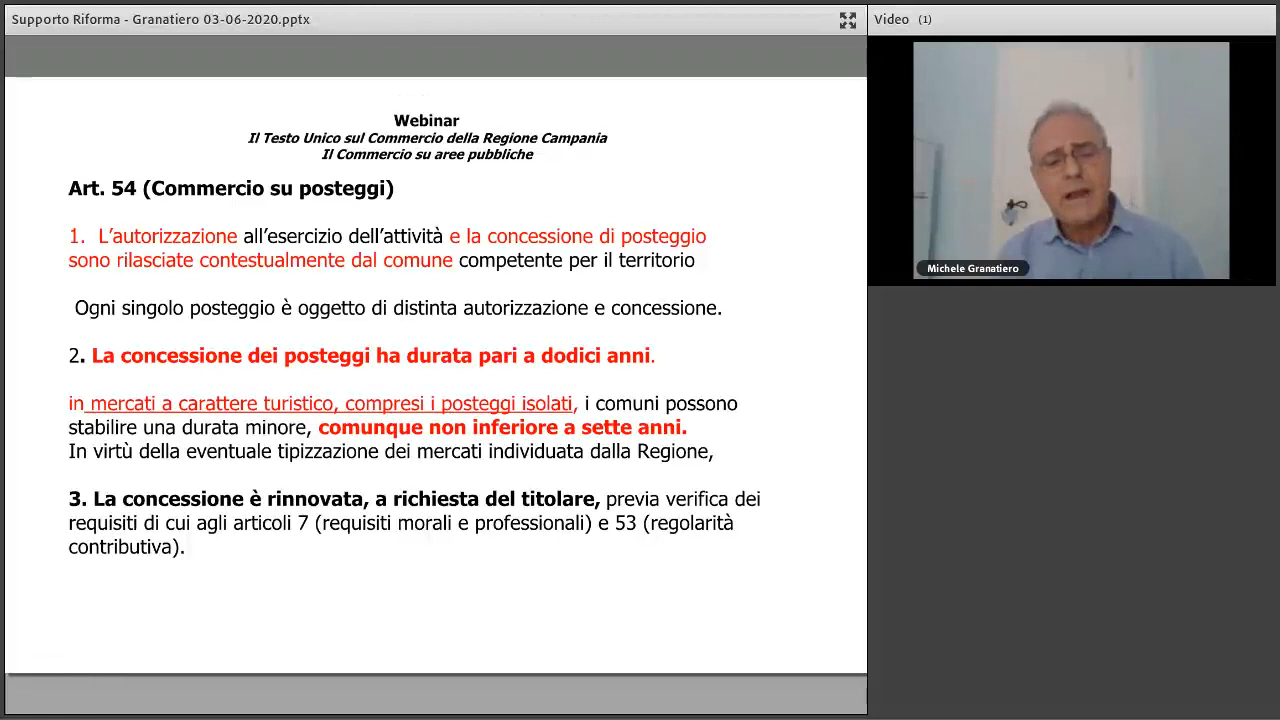 Supporto Riforma - Granatiero 03-06-2020.pptx
Video (1)
Webinar
Il Testo Unico sul Commercio della Regione Campania
Il Commercio su aree pubbliche
Art. 54 (Commercio su posteggi)
1. L’autorizzazione all’esercizio dell’attività e la concessione di posteggio
sono rilasciate contestualmente dal comune competente per il territorio
Ogni singolo posteggio è oggetto di distinta autorizzazione e concessione.
2. La concessione dei posteggi ha durata pari a dodici anni.
in mercati a carattere turistico, compresi i posteggi isolati, i comuni possono
stabilire una durata minore, comunque non inferiore a sette anni.
In virtù della eventuale tipizzazione dei mercati individuata dalla Regione,
3. La concessione è rinnovata, a richiesta del titolare, previa verifica dei
requisiti di cui agli articoli 7 (requisiti morali e professionali) e 53 (regolarità
contributiva).
Michele Granatiero